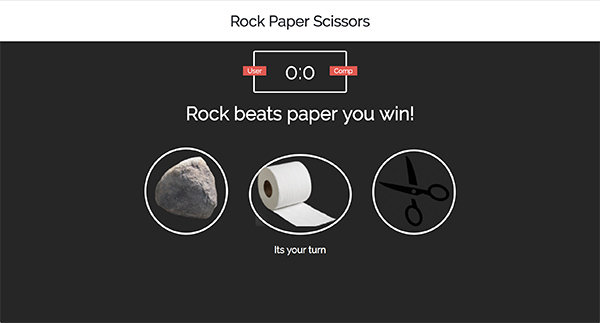 Rock Paper Scissors
User
0:0
Comp
Rock beats paper you win!
Its your turn